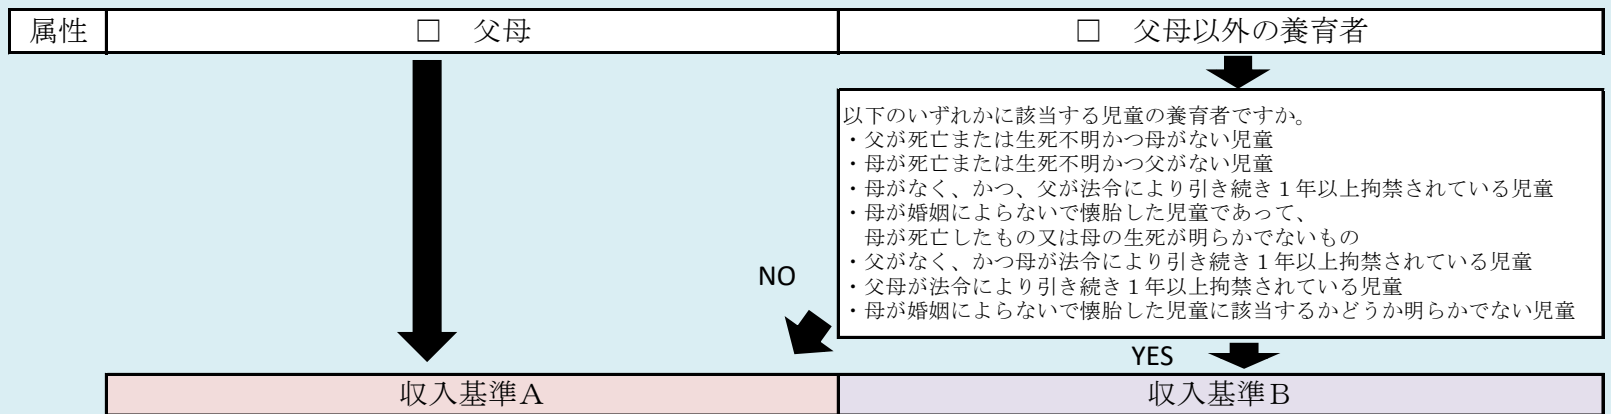 属性
□　父母
□　父母以外の養育者
以下のいずれかに該当する児童の養育者ですか。
・父が死亡または生死不明かつ母がない児童
・母が死亡または生死不明かつ父がない児童
・母がなく、かつ、父が法令により引き続き１年以上拘禁されている児童
・母が婚姻によらないで懐胎した児童であって、
母が死亡したもの又は母の生死が明らかでないもの
・父がなく、かつ母が法令により引き続き１年以上拘禁されている児童
・父母が法令により引き続き１年以上拘禁されている児童
・母が婚姻によらないで懐胎した児童に該当するかどうか明らかでない児童
NO
YES
収入基準Ａ
収入基準Ｂ